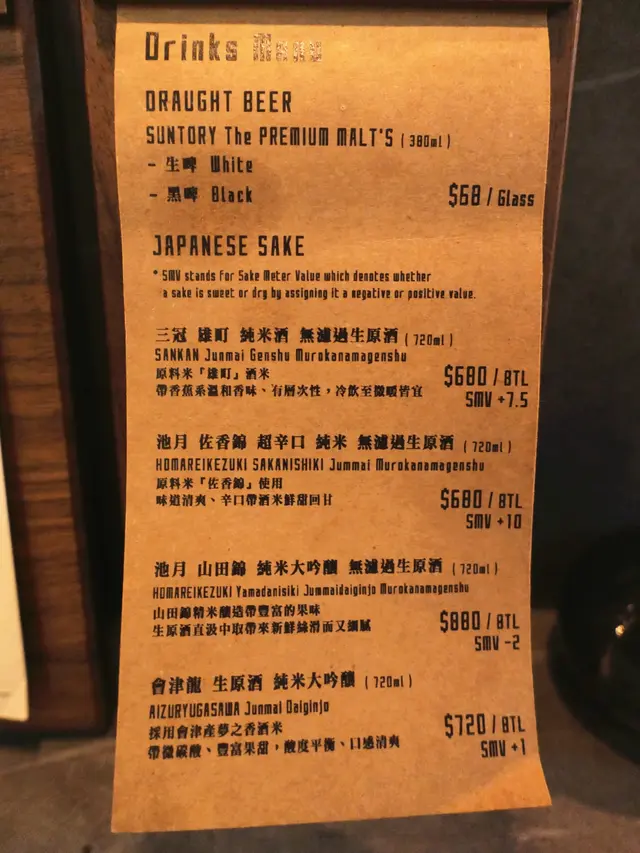 Drinks Menu
DRAUGHT BEER
SUNTORY The PREMIUM MALT'S ( 380ml )
- 生啤 White
- 黑啤 Black $68 / Glass
JAPANESE SAKE
* SMV stands for Sake Meter Value which denotes whether
a sake is sweet or dry by assigning it a negative or positive value.
三冠 雄町 純米酒 無濾過生原酒 ( 720ml )
SANKAN Junmai Genshu Murokanamagenshu
原料米『雄町』酒米 $680 / BTL
帶香蕉系溫和香味、有層次性，冷飲至微暖皆宜 SMV +7.5
池月 佐香錦 超辛口 純米 無濾過生原酒 ( 720ml )
HOMAREIKEZUKI SAKANISHIKI Jummai Murokanamagenshu
原料米『佐香錦』使用 $680 / BTL
味道清爽、辛口帶酒米鮮甜回甘 SMV +10
池月 山田錦 純米大吟釀 無濾過生原酒 ( 720ml )
HOMAREIKEZUKI Yamadanisiki Jummaidaiginjo Murokanamagenshu
山田錦精米釀造帶豐富的果味 $880 / BTL
生原酒直汲中取帶來新鮮絲滑而又細膩 SMV -2
會津龍 生原酒 純米大吟釀 ( 720ml )
AIZURYUGASAWA Junmai Daiginjo
採用會津產夢之香酒米 $720 / BTL
帶微碳酸、豐富果甜，酸度平衡、口感清爽 SMV +1